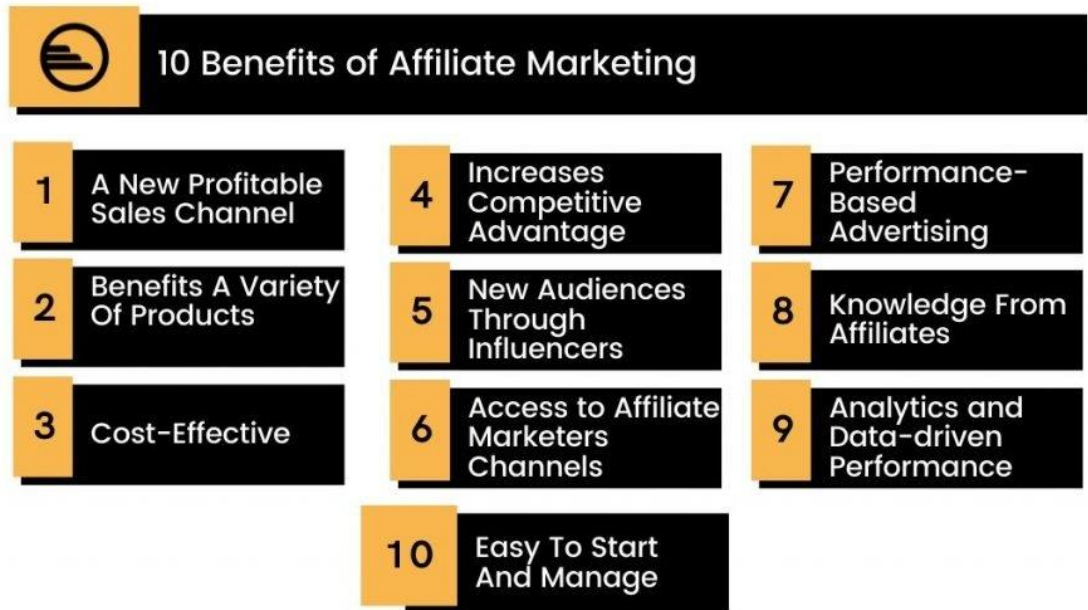 10 Benefits of Affiliate Marketing
1
A New Profitable
Sales Channel
2
Benefits A Variety
Of Products
3
Cost-Effective
4
Increases
Competitive
Advantage
5
New Audiences
Through
Influencers
6
Access to Affiliate
Marketers
Channels
7
Performance-
Based
Advertising
8
Knowledge From
Affiliates
9
Analytics and
Data-driven
Performance
10
Easy To Start
And Manage